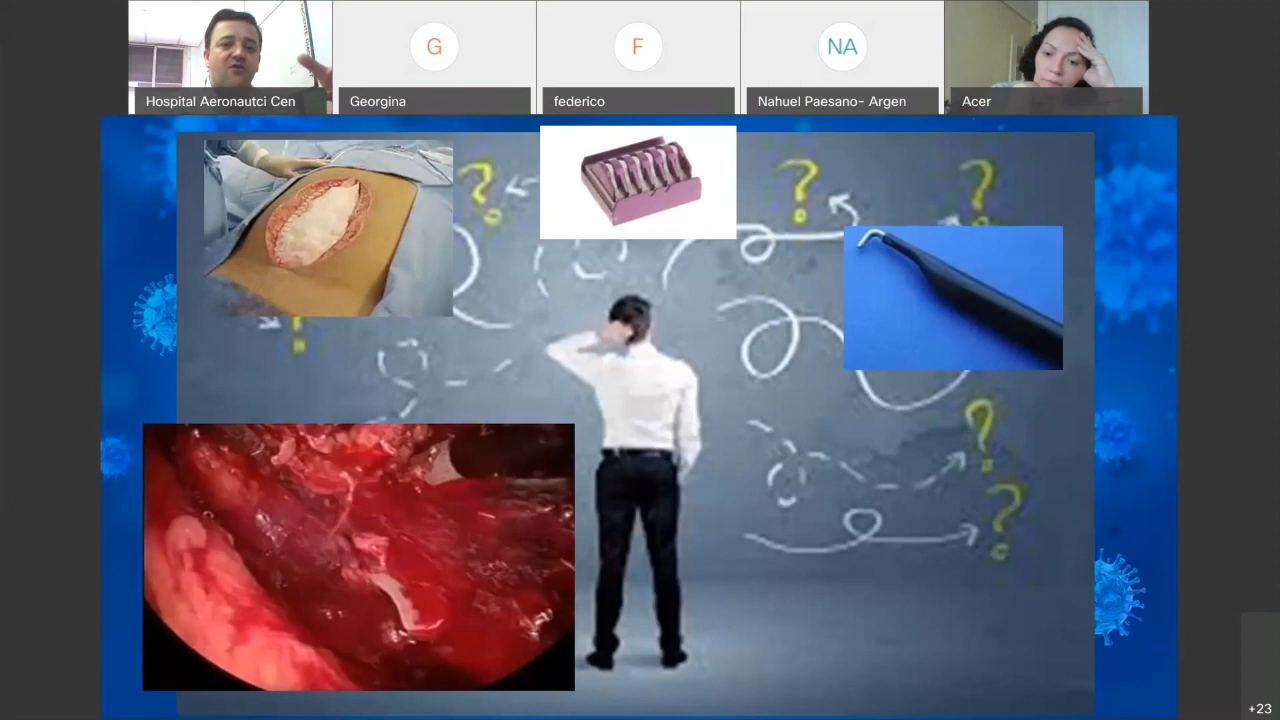 G
F
NA
Hospital Aeronautci Cen
Georgina
federico
Nahuel Paesano- Argen
Acer
?
?
?
?
?
+23